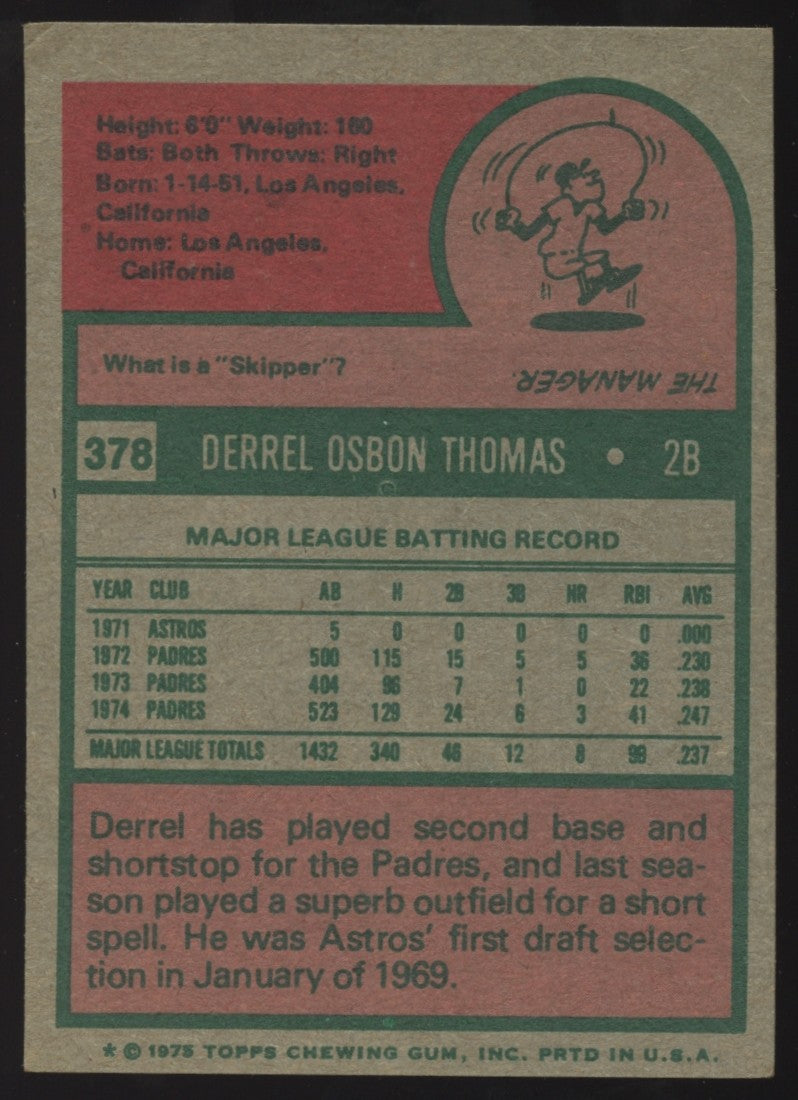 Height: 6'0" Weight: 160
Bats: Both Throws: Right
Born: 1-14-51, Los Angeles,
California
Home: Los Angeles,
California
What is a "Skipper"?
THE MANAGER.
378 DERREL OSBON THOMAS • 2B
MAJOR LEAGUE BATTING RECORD
YEAR CLUB AB H 2B 3B HR RBI AVG
1971 ASTROS 5 0 0 0 0 0 .000
1972 PADRES 500 115 15 5 5 36 .230
1973 PADRES 404 96 7 1 0 22 .238
1974 PADRES 523 129 24 6 3 41 .247
MAJOR LEAGUE TOTALS 1432 340 46 12 8 99 .237
Derrel has played second base and
shortstop for the Padres, and last sea-
son played a superb outfield for a short
spell. He was Astros' first draft selec-
tion in January of 1969.
* © 1975 TOPPS CHEWING GUM, INC. PRTD IN U.S.A.